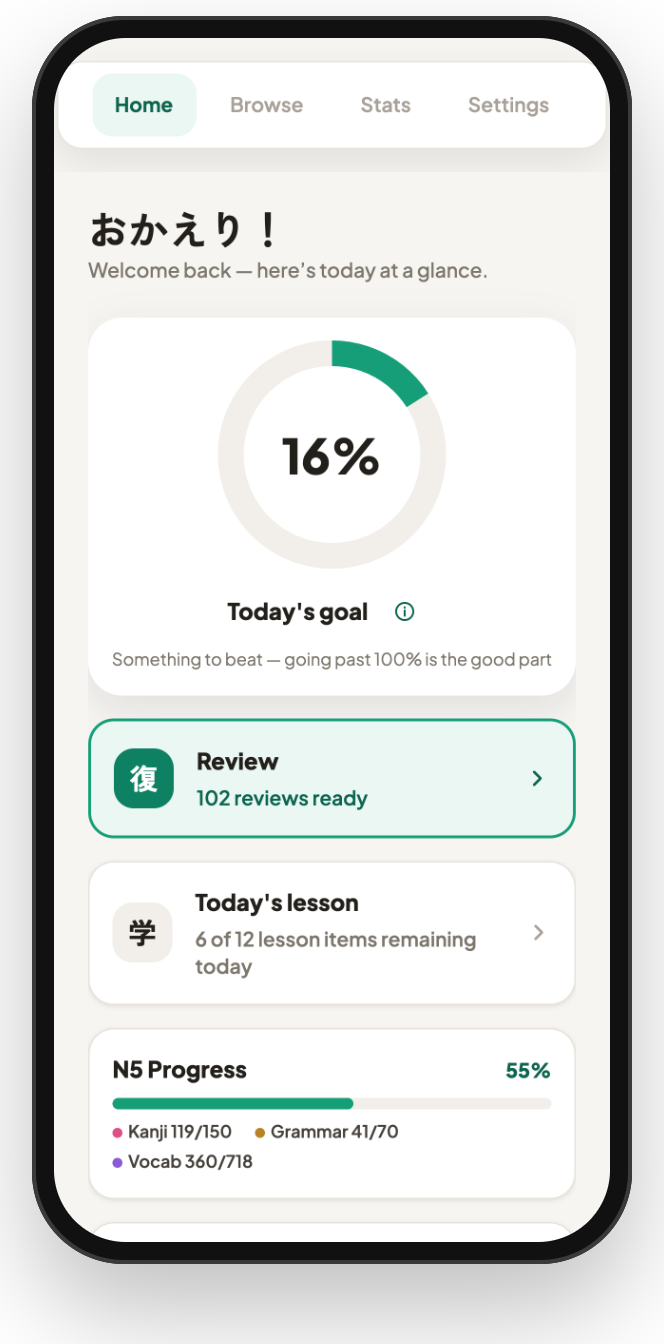 Home Browse Stats Settings
おかえり！
Welcome back — here’s today at a glance.
16%
Today's goal
Something to beat — going past 100% is the good part
復
Review
102 reviews ready
学
Today's lesson
6 of 12 lesson items remaining
today
N5 Progress 55%
Kanji 119/150 Grammar 41/70
Vocab 360/718